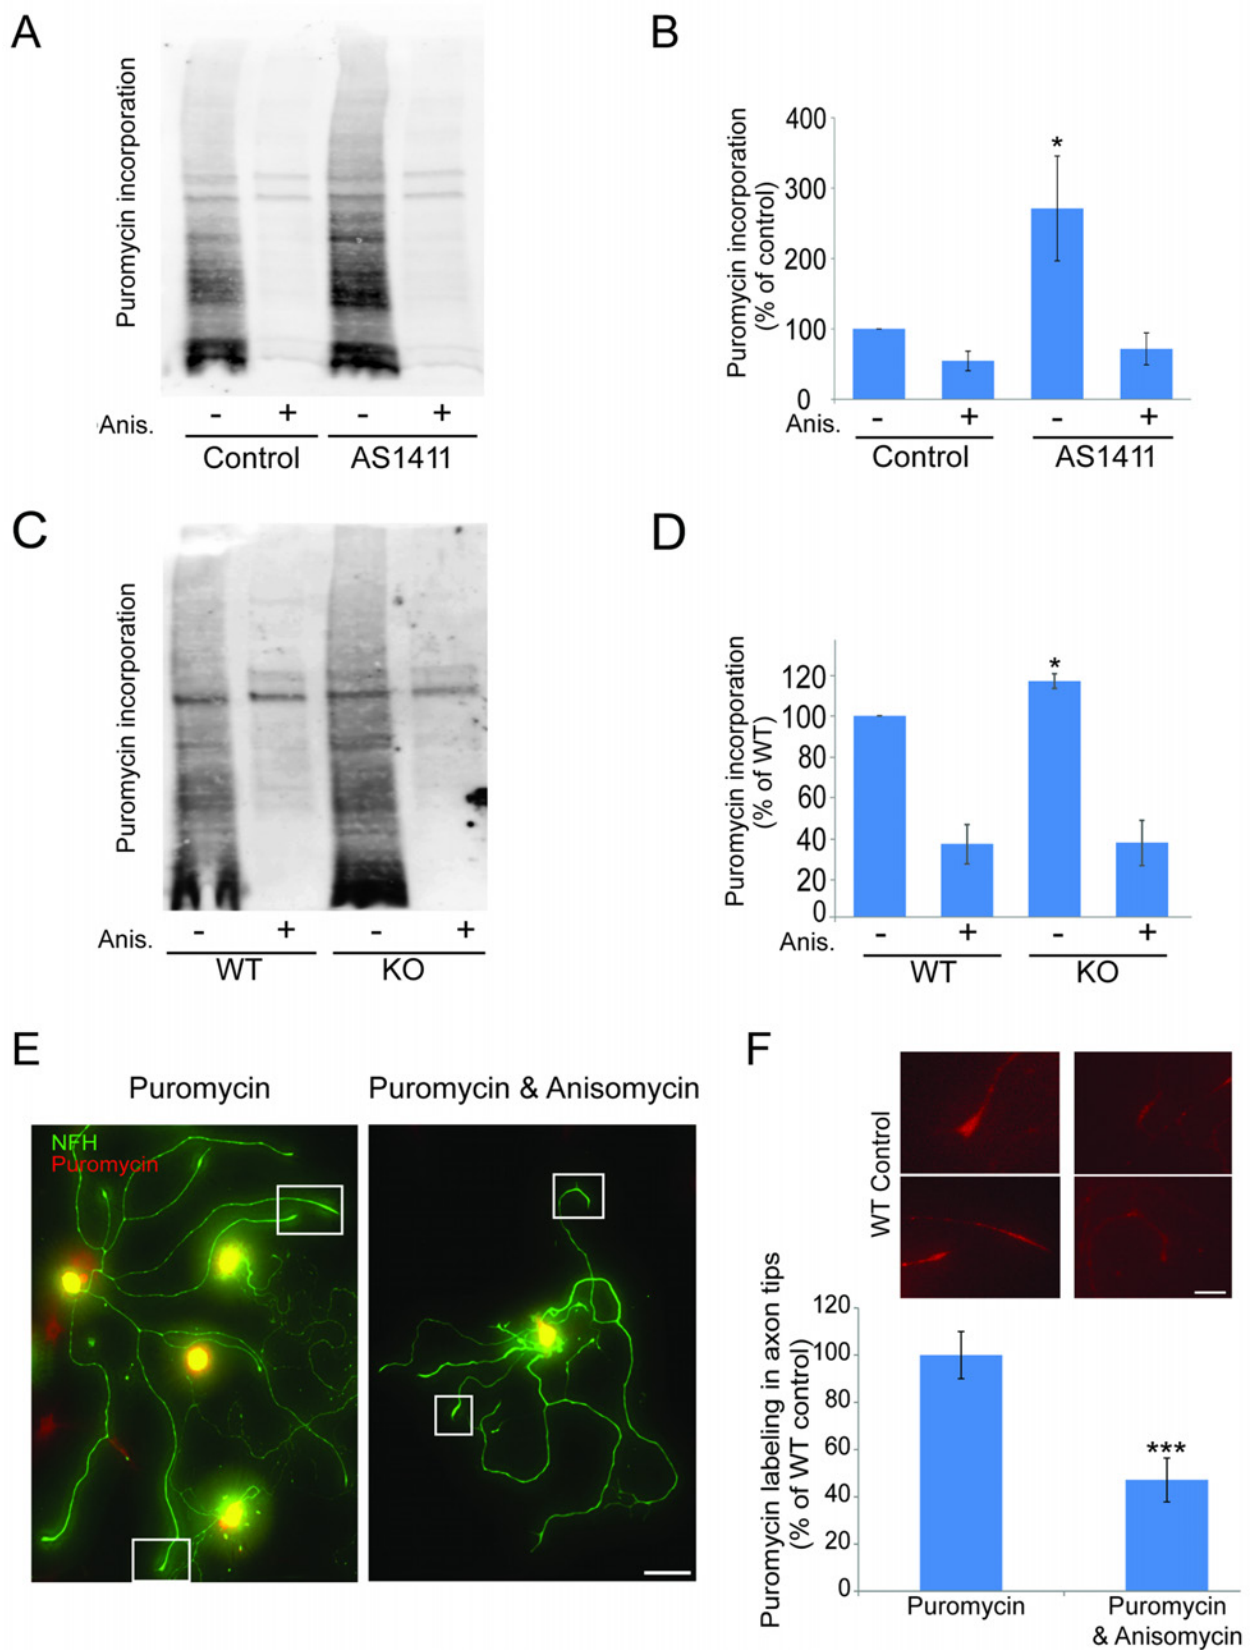 A
Puromycin incorporation
Anis. - + - +
Control AS1411
B
Puromycin incorporation
(% of control)
400
300
200
100
0
Anis. - + - +
Control AS1411
*
C
Puromycin incorporation
Anis. - + - +
WT KO
D
Puromycin incorporation
(% of WT)
120
100
80
60
40
20
0
Anis. - + - +
WT KO
*
E
Puromycin Puromycin & Anisomycin
NFH
Puromycin
F
WT Control
Puromycin labeling in axon tips
(% of WT control)
120
100
80
60
40
20
0
***
Puromycin Puromycin
& Anisomycin